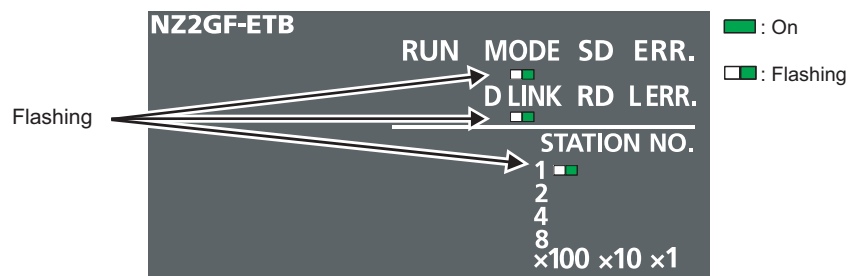 NZ2GF-ETB
RUN MODE SD ERR.
D LINK RD L ERR.
STATION NO.
1
2
4
8
×100 ×10 ×1
Flashing
: On
: Flashing